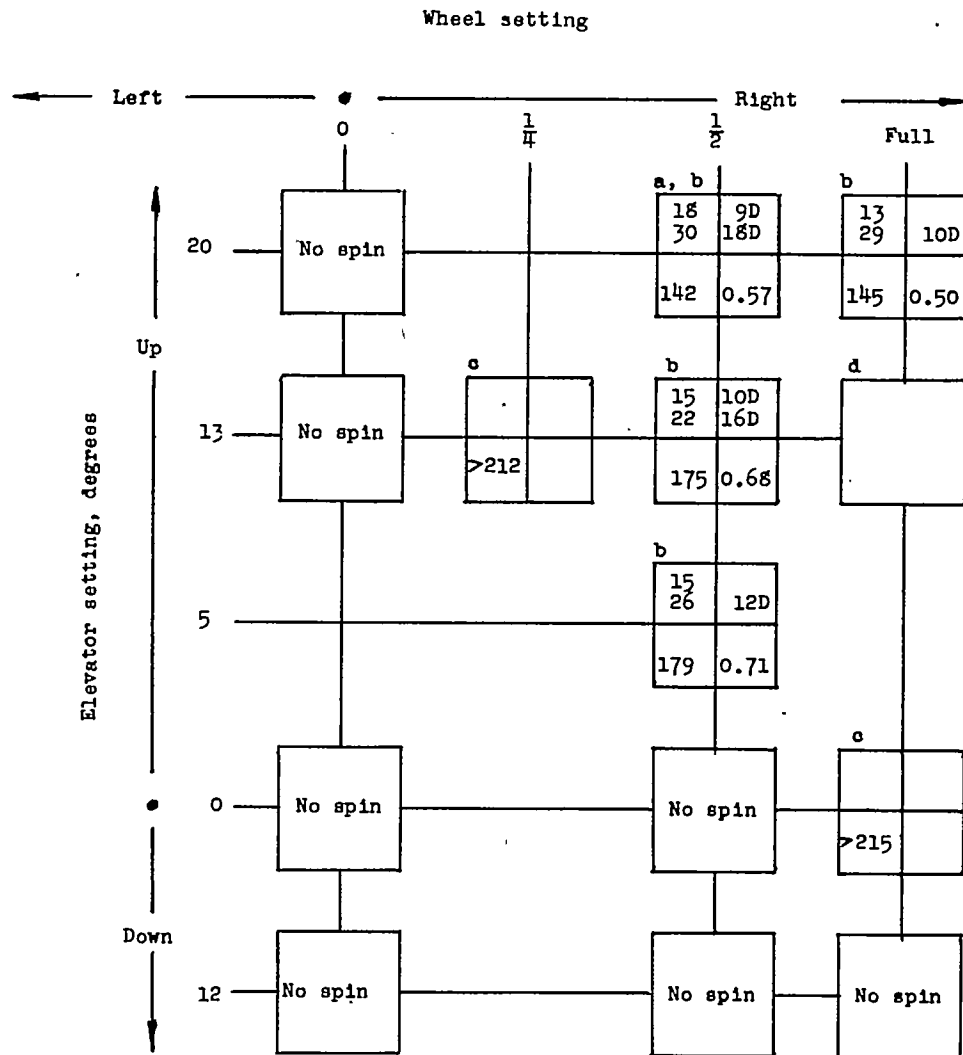 Wheel setting
Left Right
0 1/4 1/2 Full
a, b b
18 9D 13
30 18D 29 10D
20 No spin
142 0.57 145 0.50
Up
c b d
15 10D
22 16D
13 No spin
>212 175 0.68
b
15
26 12D
5
179 0.71
c
0 No spin No spin
>215
Down
12 No spin No spin No spin
Elevator setting, degrees